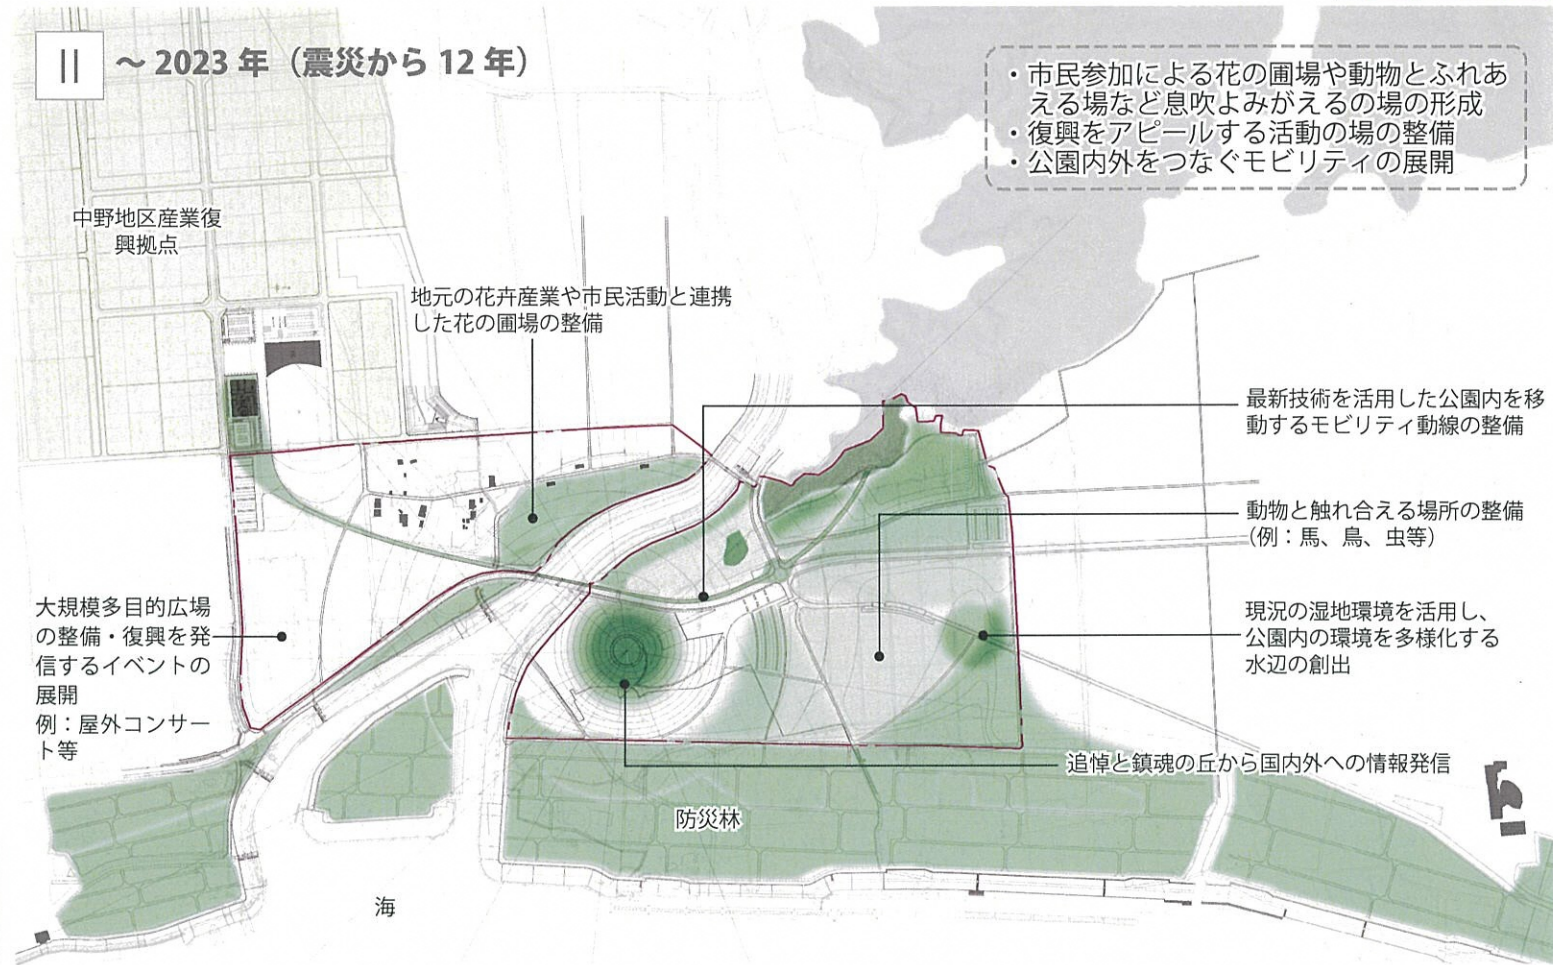 II ～ 2023 年（震災から 12 年）
・市民参加による花の圃場や動物とふれあ
える場など息吹よみがえるの場の形成
・復興をアピールする活動の場の整備
・公園内外をつなぐモビリティの展開
中野地区産業復
興拠点
地元の花卉産業や市民活動と連携
した花の圃場の整備
最新技術を活用した公園内を移
動するモビリティ動線の整備
動物と触れ合える場所の整備
（例：馬、鳥、虫等）
現況の湿地環境を活用し、
公園内の環境を多様化する
水辺の創出
大規模多目的広場
の整備・復興を発
信するイベントの
展開
例：屋外コンサー
ト等
追悼と鎮魂の丘から国内外への情報発信
防災林
海